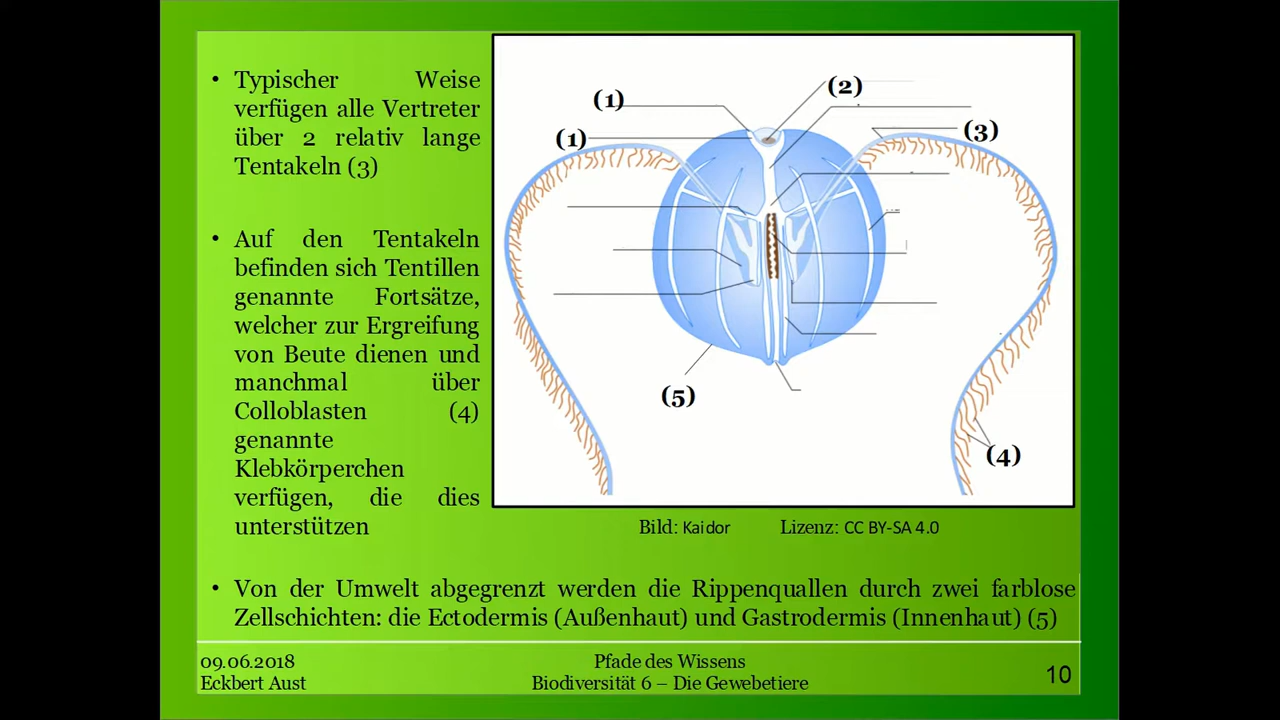 • Typischer Weise
verfügen alle Vertreter
über 2 relativ lange
Tentakeln (3)
• Auf den Tentakeln
befinden sich Tentillen
genannte Fortsätze,
welcher zur Ergreifung
von Beute dienen und
manchmal über
Colloblasten (4)
genannte
Klebkörperchen
verfügen, die dies
unterstützen
(1)
(2)
(1)
(3)
(5)
(4)
Bild: Kaidor Lizenz: CC BY-SA 4.0
• Von der Umwelt abgegrenzt werden die Rippenquallen durch zwei farblose
Zellschichten: die Ectodermis (Außenhaut) und Gastrodermis (Innenhaut) (5)
09.06.2018
Eckbert Aust
Pfade des Wissens
Biodiversität 6 – Die Gewebetiere
10